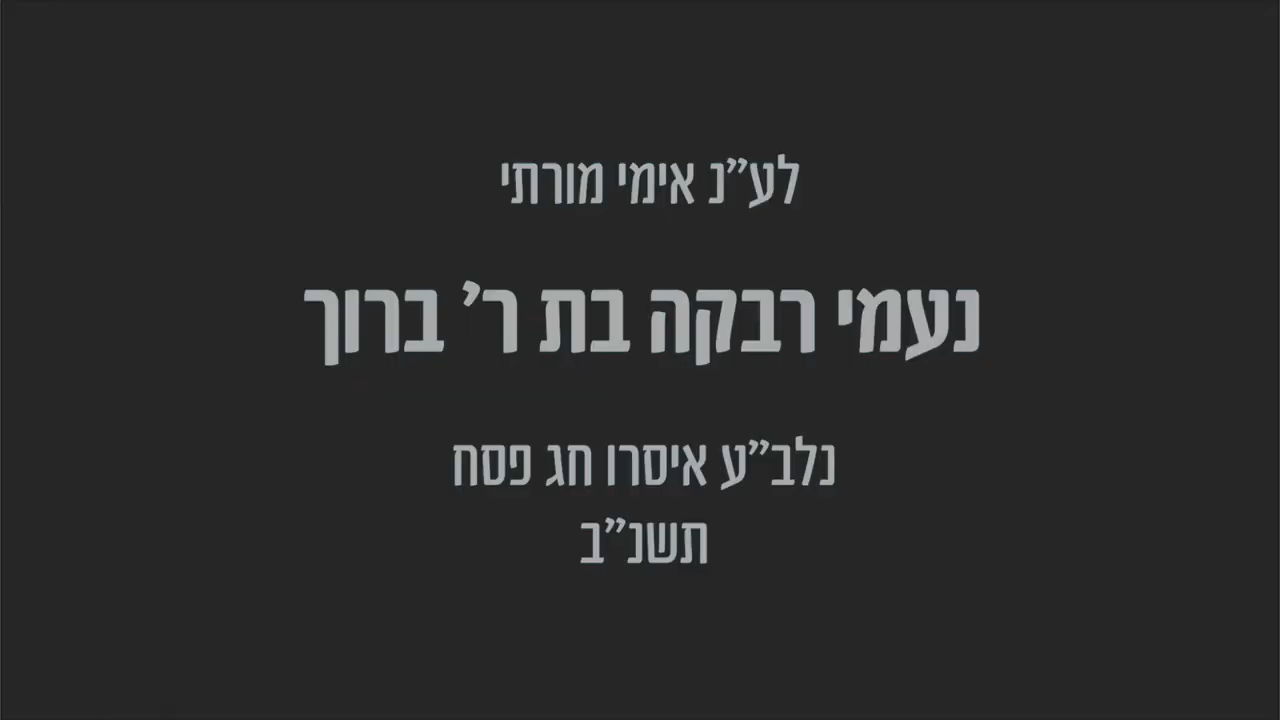 לע"נ אימי מורתי
נעמי רבקה בת ר' ברוך
נלב"ע איסרו חג פסח
תשנ"ב